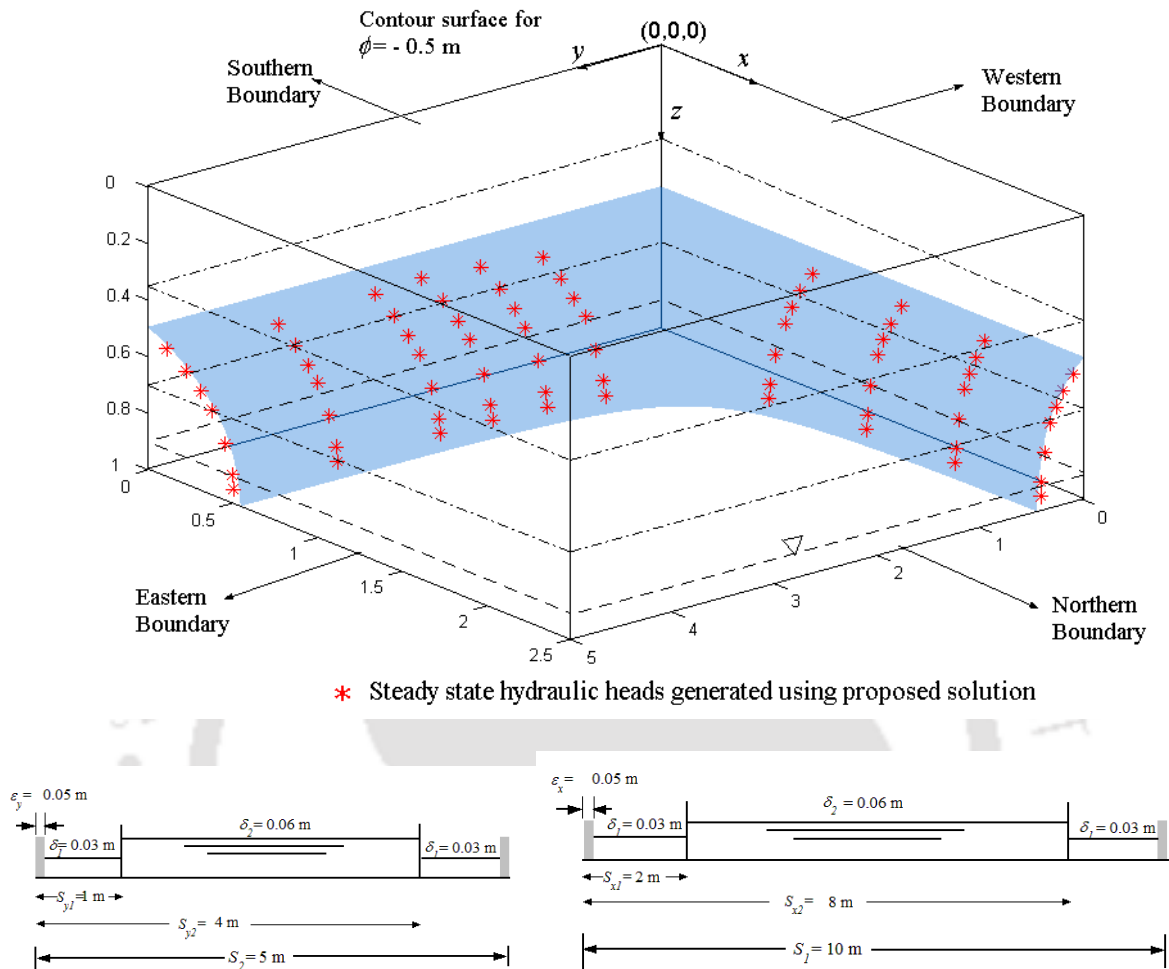 Contour surface for
ϕ= - 0.5 m
(0,0,0)
y
x
z
Southern
Boundary
Western
Boundary
0
0.2
0.4
0.6
0.8
1
0
0.5
1
1.5
2
2.5
5
4
3
2
1
0
Eastern
Boundary
Northern
Boundary
Steady state hydraulic heads generated using proposed solution
εy = 0.05 m
δ1= 0.03 m
δ2= 0.06 m
δ1= 0.03 m
Sy1= 1 m
Sy2= 4 m
S2= 5 m
εx = 0.05 m
δ1= 0.03 m
δ2= 0.06 m
δ1= 0.03 m
Sx1= 2 m
Sx2= 8 m
S1= 10 m